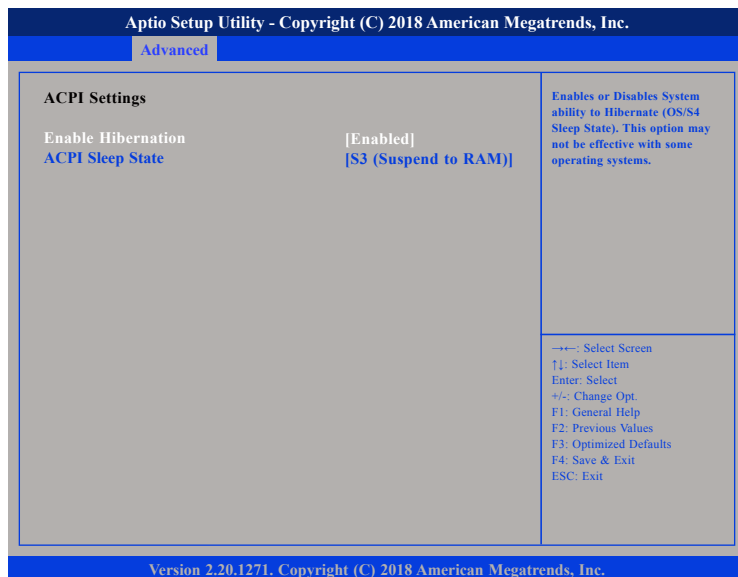 Aptio Setup Utility - Copyright (C) 2018 American Megatrends, Inc.
Advanced
ACPI Settings
Enable Hibernation [Enabled]
ACPI Sleep State [S3 (Suspend to RAM)]
Enables or Disables System
ability to Hibernate (OS/S4
Sleep State). This option may
not be effective with some
operating systems.
→←: Select Screen
↑↓: Select Item
Enter: Select
+/-: Change Opt.
F1: General Help
F2: Previous Values
F3: Optimized Defaults
F4: Save & Exit
ESC: Exit
Version 2.20.1271. Copyright (C) 2018 American Megatrends, Inc.